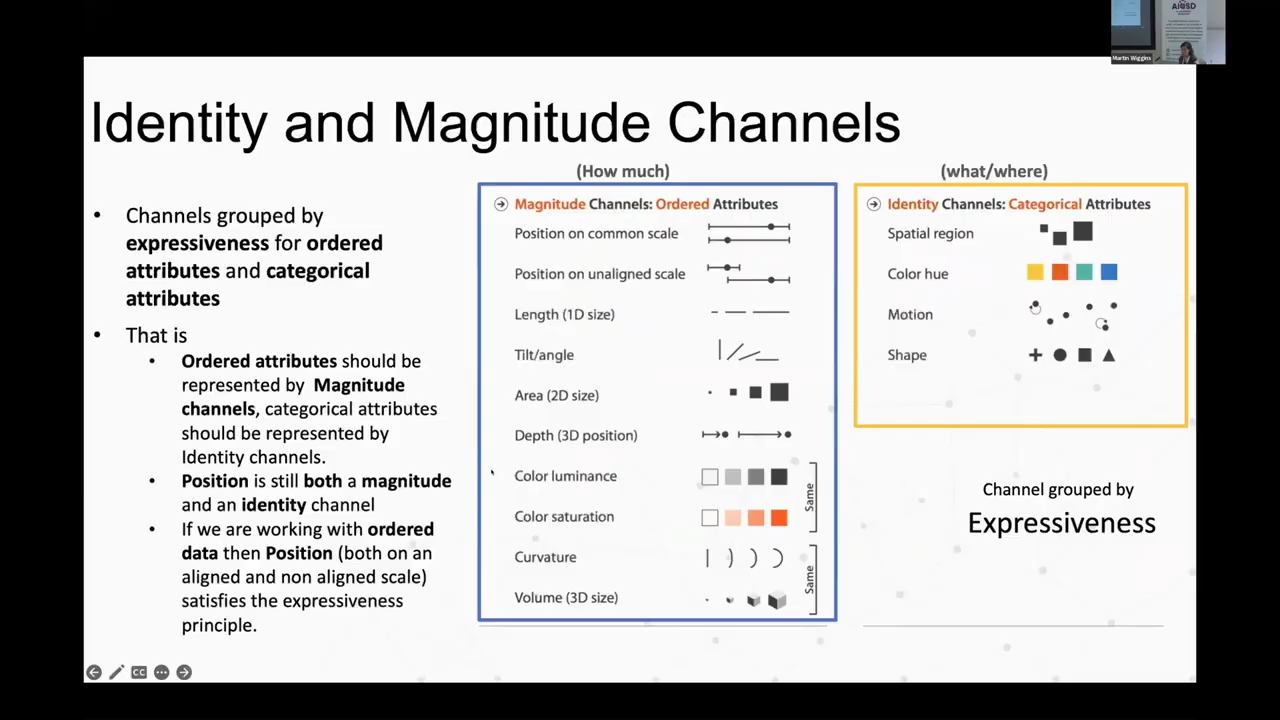 AIQSD
Martin Wiggins
Identity and Magnitude Channels
• Channels grouped by
expressiveness for ordered
attributes and categorical
attributes
• That is
• Ordered attributes should be
represented by Magnitude
channels, categorical attributes
should be represented by
Identity channels.
• Position is still both a magnitude
and an identity channel
• If we are working with ordered
data then Position (both on an
aligned and non aligned scale)
satisfies the expressiveness
principle.
(How much)
Magnitude Channels: Ordered Attributes
Position on common scale
Position on unaligned scale
Length (1D size)
Tilt/angle
Area (2D size)
Depth (3D position)
Color luminance
Color saturation
Same
Curvature
Volume (3D size)
Same
(what/where)
Identity Channels: Categorical Attributes
Spatial region
Color hue
Motion
Shape
Channel grouped by
Expressiveness
CC